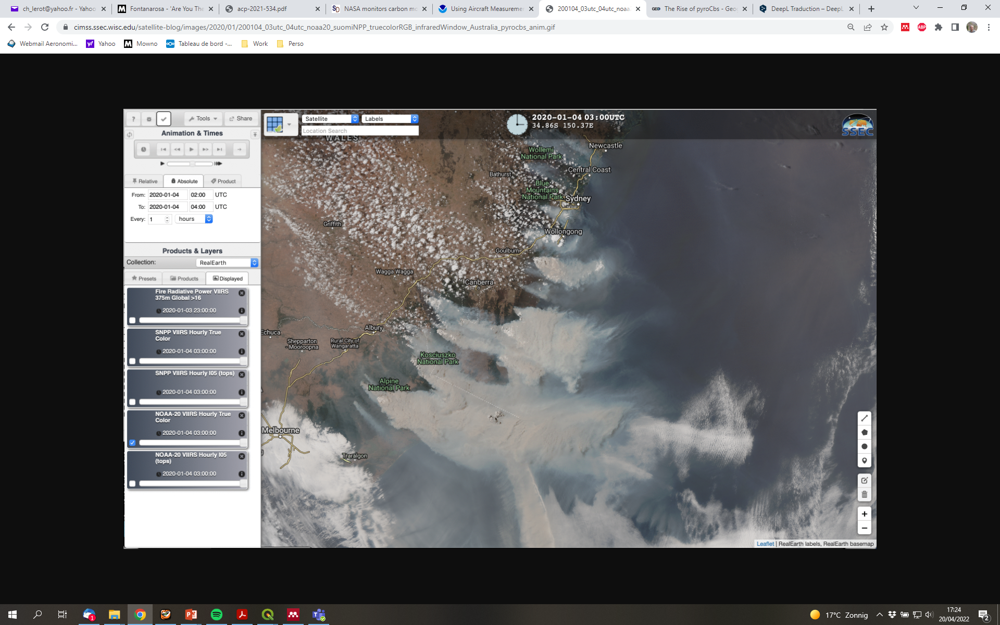 ch_lerot@yahoo.fr - Yahoo
Fontanarosa - 'Are You The
acp-2021-534.pdf
NASA monitors carbon mo
Using Aircraft Measureme
200104_03utc_04utc_noaa
The Rise of pyroCbs - Geo
DeepL Traduction – DeepL
cimss.ssec.wisc.edu/satellite-blog/images/2020/01/200104_03utc_04utc_noaa20_suomiNPP_truecolorRGB_infraredWindow_Australia_pyrocbs_anim.gif
Webmail Aeronomi...
Yahoo
Mowno
Tableau de bord -...
Work
Perso
?
Tools
Share
Animation & Times
Relative
Absolute
Product
From: 2020-01-04 02:00 UTC
To: 2020-01-04 04:00 UTC
Every: 1 hours
Products & Layers
Collection: RealEarth
Presets
Products
Displayed
Fire Radiative Power VIIRS
375m Global >16
2020-01-03 23:00:00
SNPP VIIRS Hourly True
Color
2020-01-04 03:00:00
SNPP VIIRS Hourly I05 (tops)
2020-01-04 03:00:00
NOAA-20 VIIRS Hourly True
Color
2020-01-04 03:00:00
NOAA-20 VIIRS Hourly I05
(tops)
2020-01-04 03:00:00
Satellite
Labels
Location Search
2020-01-04 03:00UTC
34.86S 150.37E
SSEC
WALES
Newcastle
Wollemi
National Park
Central Coast
Bathurst
Blue
Mountains
National Park
Sydney
Griffith
Wollongong
Goulburn
Wagga Wagga
Canberra
Albury
Echuca
Shepparton
- Mooroopna
Rural City of
Wangaratta
Kosciuszko
National Park
Alpine
National Park
Melbourne
Traralgon
+
−
Leaflet | RealEarth labels, RealEarth basemap
17°C Zonnig
17:24
20/04/2022